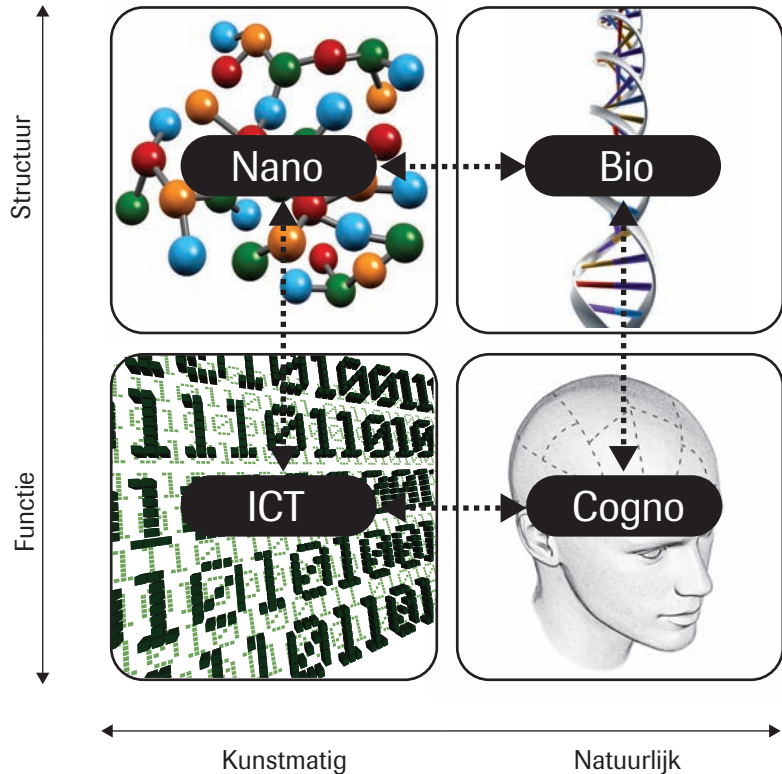 Structuur
Nano
Bio
Functie
ICT
Cogno
Kunstmatig
Natuurlijk